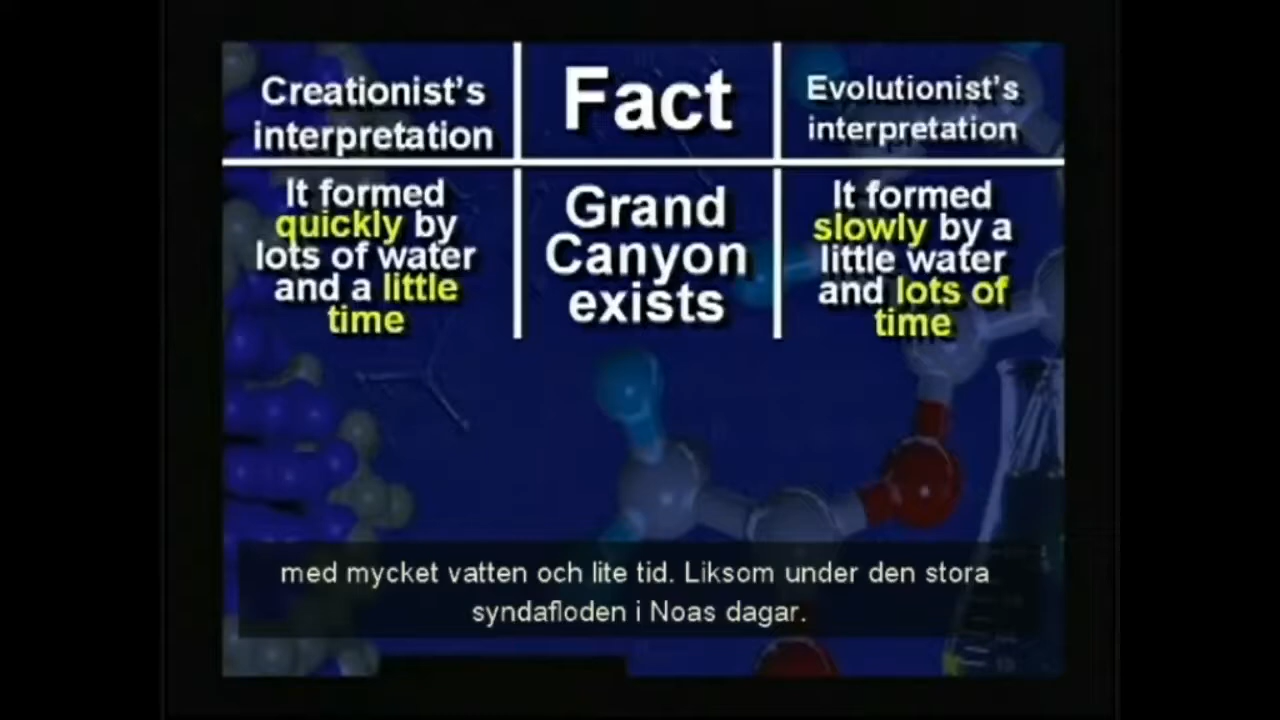 Creationist's
interpretation
Fact
Evolutionist's
interpretation
It formed
quickly by
lots of water
and a little
time
Grand
Canyon
exists
It formed
slowly by a
little water
and lots of
time
med mycket vatten och lite tid. Liksom under den stora
syndafloden i Noas dagar.